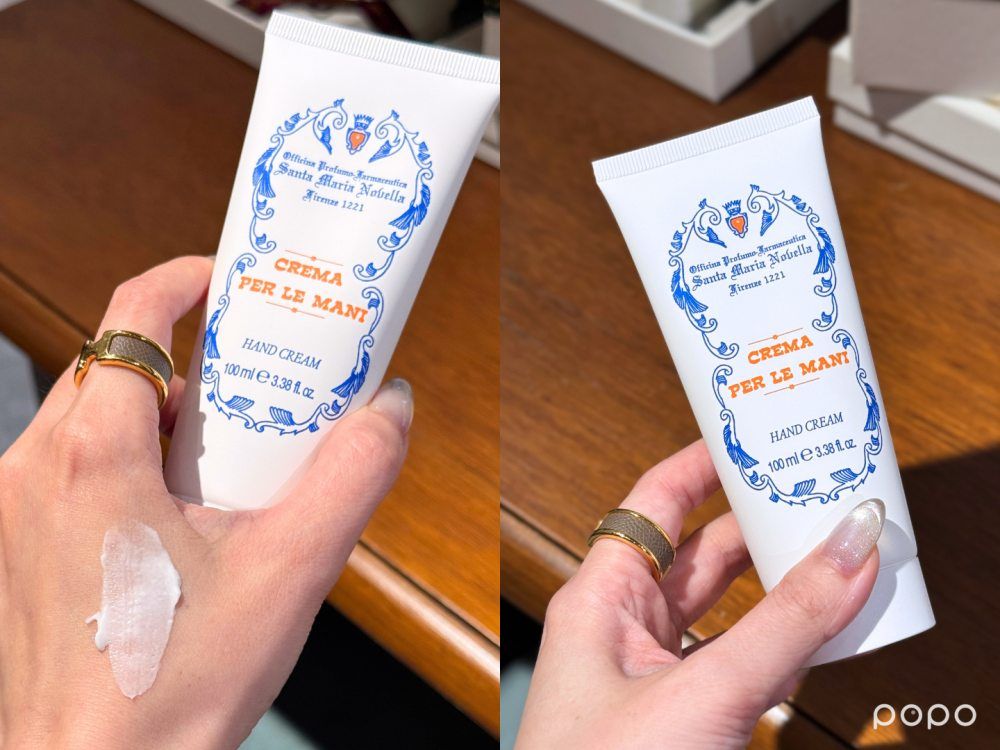 Officina Profumo-Farmaceutica
Santa Maria Novella
Firenze 1221
CREMA
PER LE MANI
HAND CREAM
100 ml ℮ 3.38 fl. oz.
Officina Profumo-Farmaceutica
Santa Maria Novella
Firenze 1221
CREMA
PER LE MANI
HAND CREAM
100 ml ℮ 3.38 fl. oz.
popo